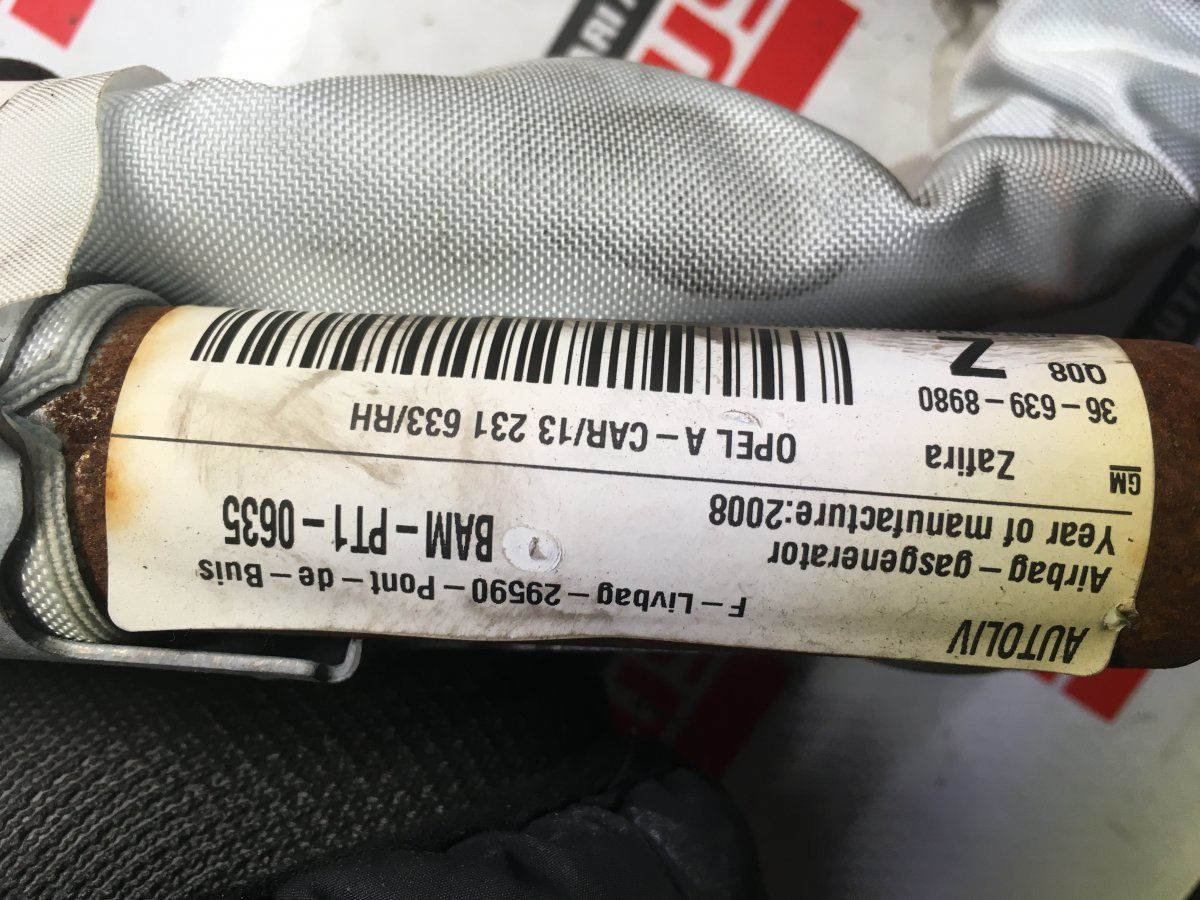 AUTOLIV
F – Livbag – 29590 – Pont – de – Buis
Airbag – gasgenerator
Year of manufacture:2008
BAM – PT1 – 0635
GM
Zafira
OPEL A – CAR/13 231 633/RH
36 – 639 – 8980
Q08
Z